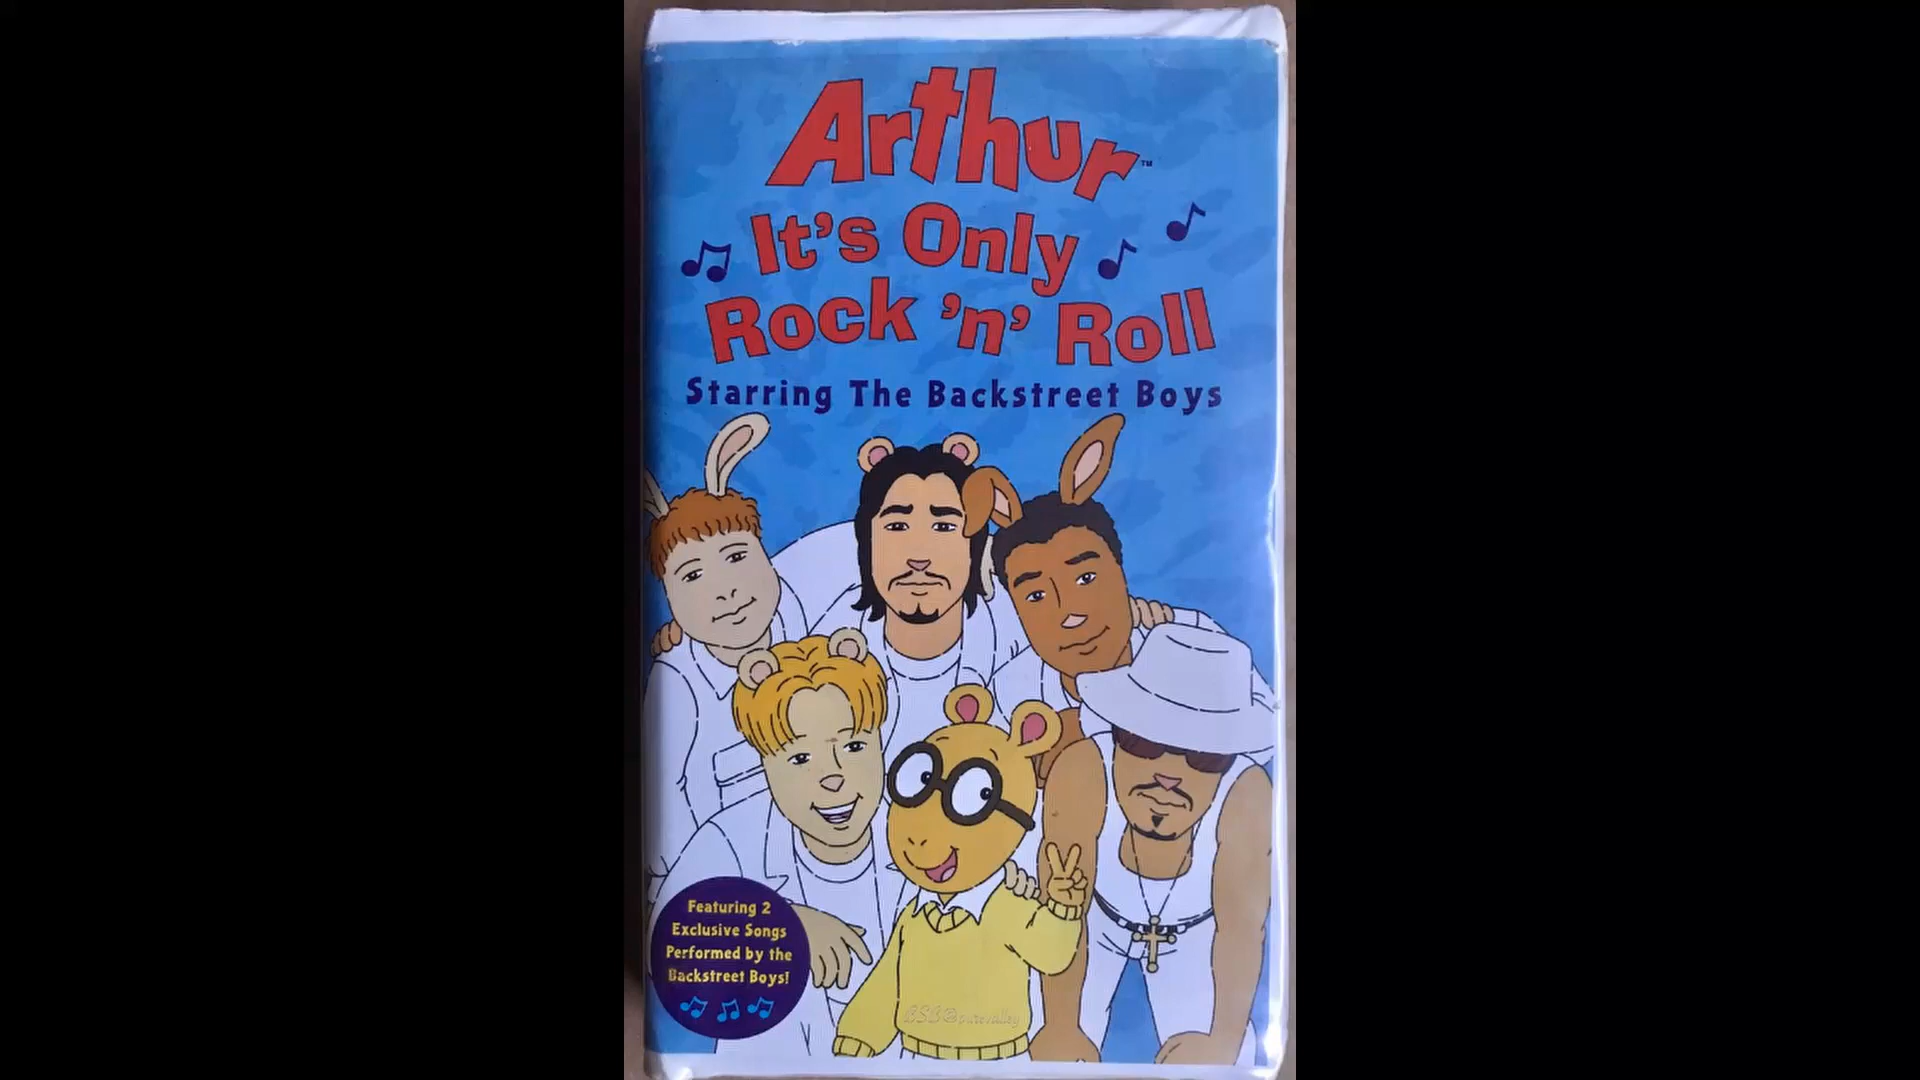 Arthur™
It's Only
Rock 'n' Roll
Starring The Backstreet Boys
Featuring 2
Exclusive Songs
Performed by the
Backstreet Boys!